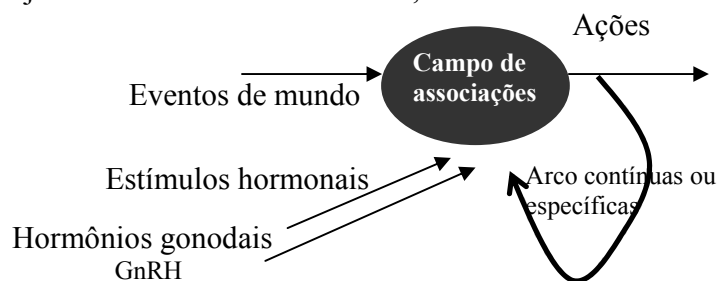 Ações
Campo de
associações
Eventos de mundo
Estímulos hormonais
Arco contínuas ou
específicas
Hormônios gonodais
GnRH